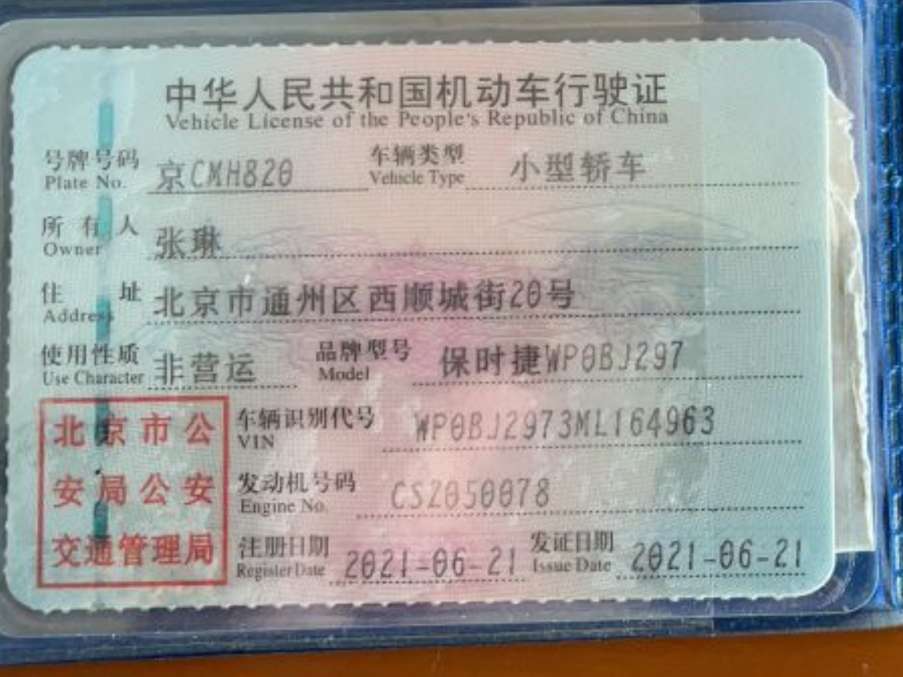 中华人民共和国机动车行驶证
Vehicle License of the People's Republic of China
号牌号码 京CMH820 车辆类型 小型轿车
Plate No. Vehicle Type
所有人 张琳
Owner
住址 北京市通州区西顺城街20号
Address
使用性质 非营运 品牌型号 保时捷WP0BJ297
Use Character Model
车辆识别代号 WP0BJ2973ML164963
VIN
发动机号码 CSZ050078
Engine No.
注册日期 2021-06-21 发证日期 2021-06-21
Register Date Issue Date
北京市公
安局公安
交通管理局